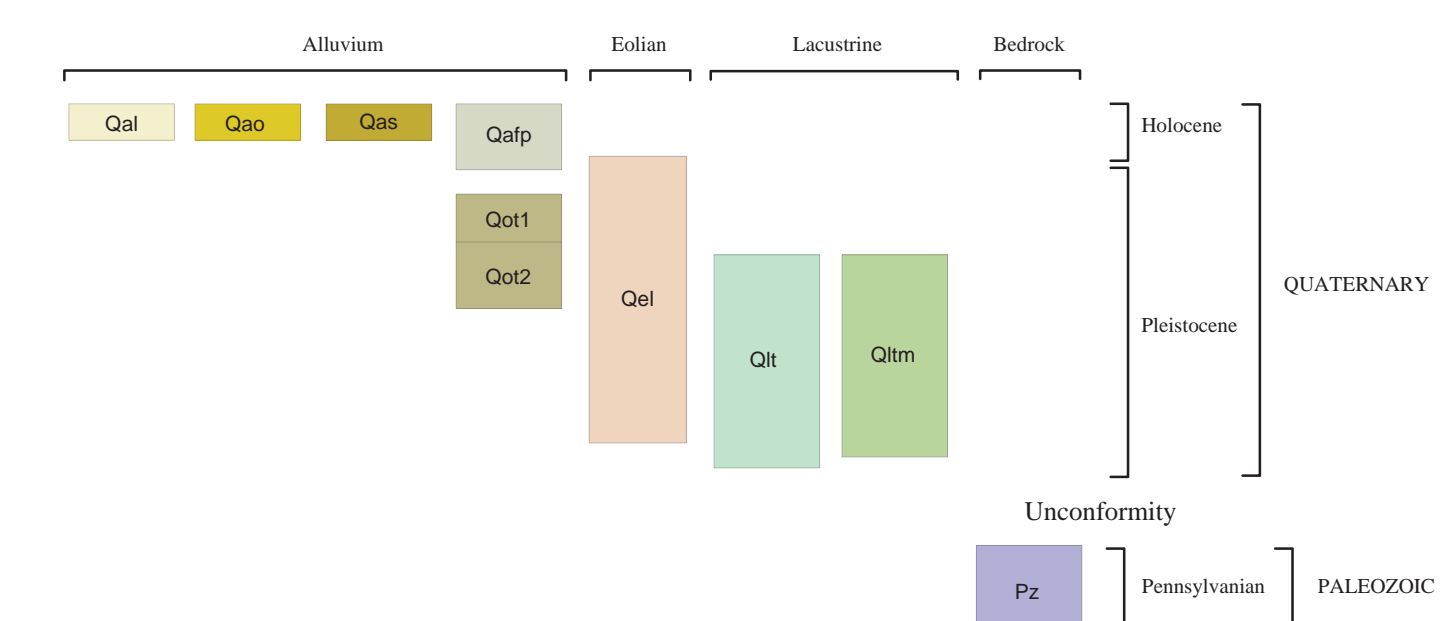 Alluvium Eolian Lacustrine Bedrock
Qal Qao Qas Qafp Holocene
Qot1
Qot2 QUATERNARY
Qel
Pleistocene
Qlt Qltm
Unconformity
Pz Pennsylvanian PALEOZOIC